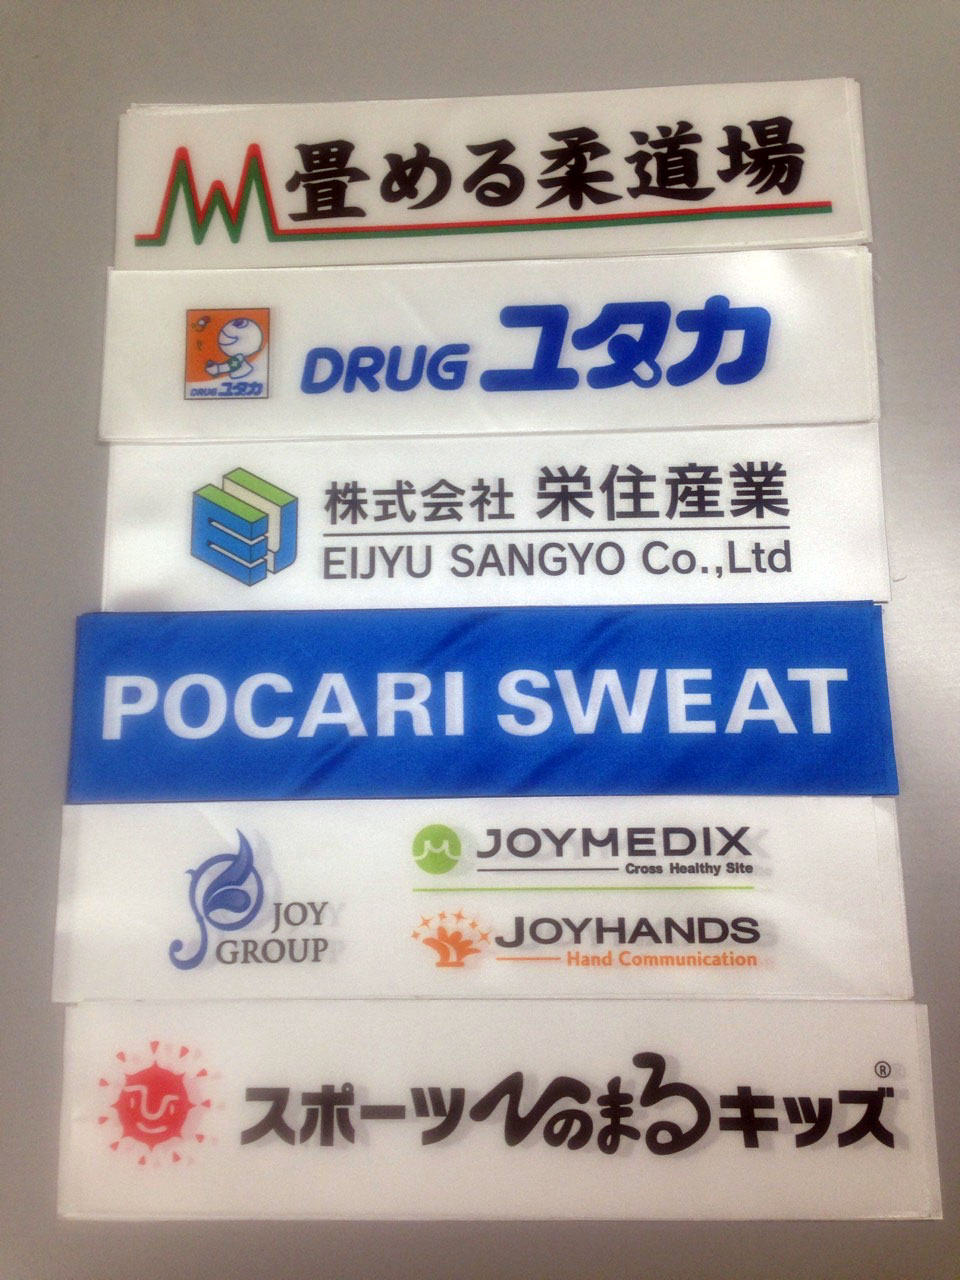 畳める柔道場
DRUG ユタカ
DRUG ユタカ
株式会社 栄住産業
EIJYU SANGYO Co.,Ltd
POCARI SWEAT
JOY
GROUP
JOYMEDIX
Cross Healthy Site
JOYHANDS
Hand Communication
スポーツひのまるキッズ®